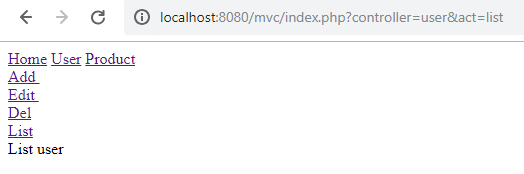 localhost:8080/mvc/index.php?controller=user&act=list
Home User Product
Add
Edit
Del
List
List user